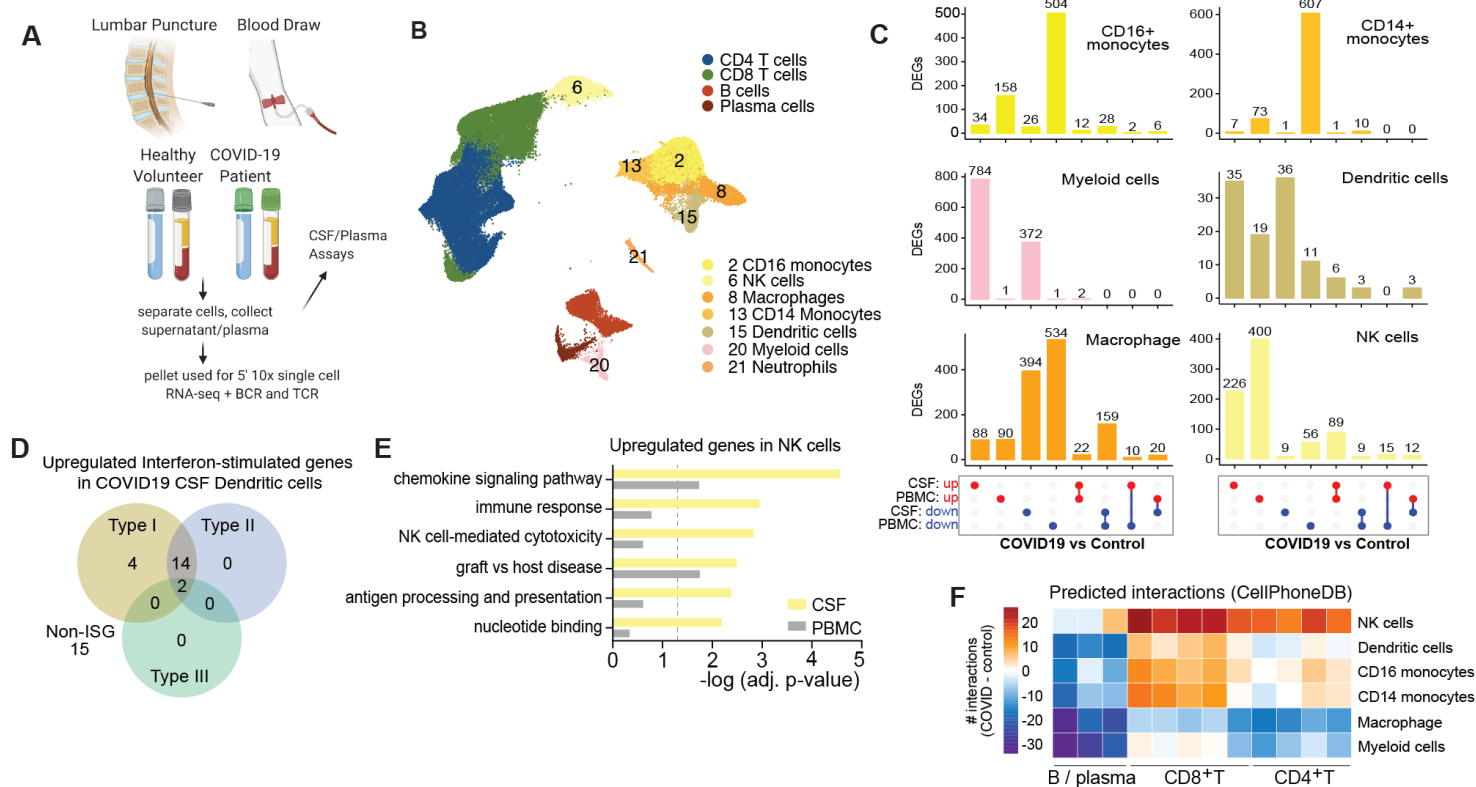 A
Lumbar Puncture
Blood Draw
Healthy
Volunteer
COVID-19
Patient
CSF/Plasma
Assays
separate cells, collect
supernatant/plasma
pellet used for 5' 10x single cell
RNA-seq + BCR and TCR
B
CD4 T cells
CD8 T cells
B cells
Plasma cells
6
2
13
8
15
21
20
2 CD16 monocytes
6 NK cells
8 Macrophages
13 CD14 Monocytes
15 Dendritic cells
20 Myeloid cells
21 Neutrophils
C
CD16+
monocytes
DEGs
500
400
300
200
100
0
34
158
26
504
12
28
2
6
CD14+
monocytes
600
400
200
0
7
73
1
607
1
10
0
0
Myeloid cells
DEGs
800
600
400
200
0
784
1
372
1
2
0
0
0
Dendritic cells
30
20
10
0
35
19
36
11
6
3
0
3
Macrophage
DEGs
400
200
0
88
90
394
534
22
159
10
20
NK cells
400
300
200
100
0
226
400
9
56
89
9
15
12
CSF: up
PBMC: up
CSF: down
PBMC: down
COVID19 vs Control
COVID19 vs Control
D
Upregulated Interferon-stimulated genes
in COVID19 CSF Dendritic cells
Type I
Type II
4
14
0
2
0
0
Non-ISG
15
0
Type III
E
Upregulated genes in NK cells
chemokine signaling pathway
immune response
NK cell-mediated cytotoxicity
graft vs host disease
antigen processing and presentation
nucleotide binding
CSF
PBMC
0
1
2
3
4
5
-log (adj. p-value)
F
Predicted interactions (CellPhoneDB)
# interactions
(COVID - control)
20
10
0
-10
-20
-30
NK cells
Dendritic cells
CD16 monocytes
CD14 monocytes
Macrophage
Myeloid cells
B / plasma
CD8+T
CD4+T